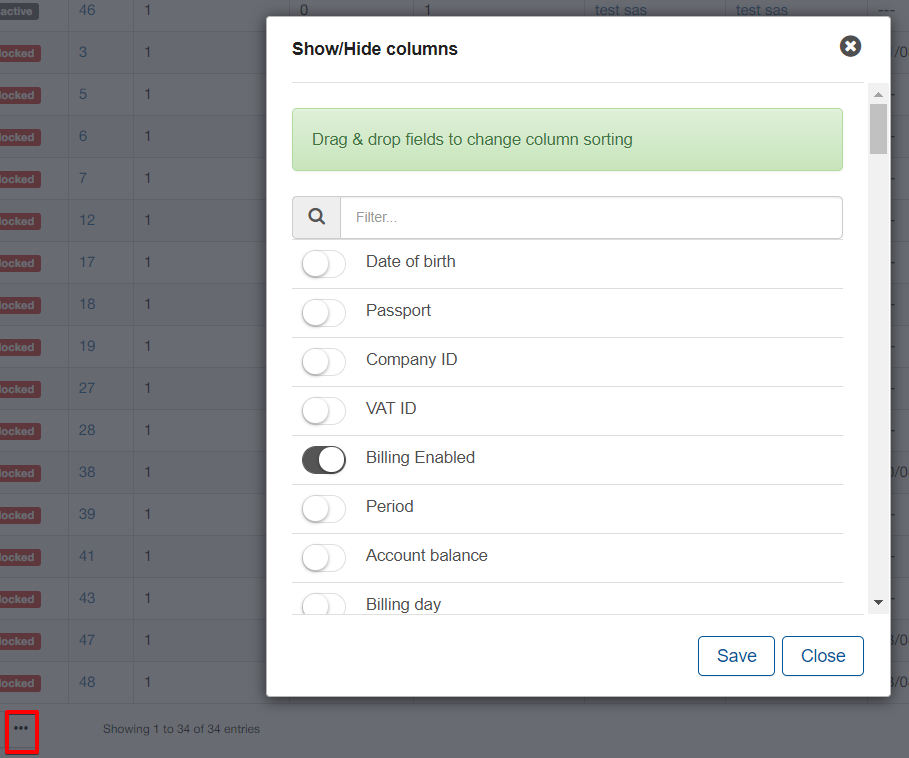 active 46 1 0 1 test sas test sas ---
Show/Hide columns
locked 3 1
locked 5 1
Drag & drop fields to change column sorting
locked 6 1
locked 7 1
Filter...
locked 12 1
locked 17 1
Date of birth
locked 18 1
Passport
locked 19 1
Company ID
locked 27 1
VAT ID
locked 28 1
Billing Enabled
locked 38 1
Period
locked 39 1
Account balance
locked 41 1
Billing day
locked 43 1
locked 47 1
Save Close
locked 48 1
••• Showing 1 to 34 of 34 entries